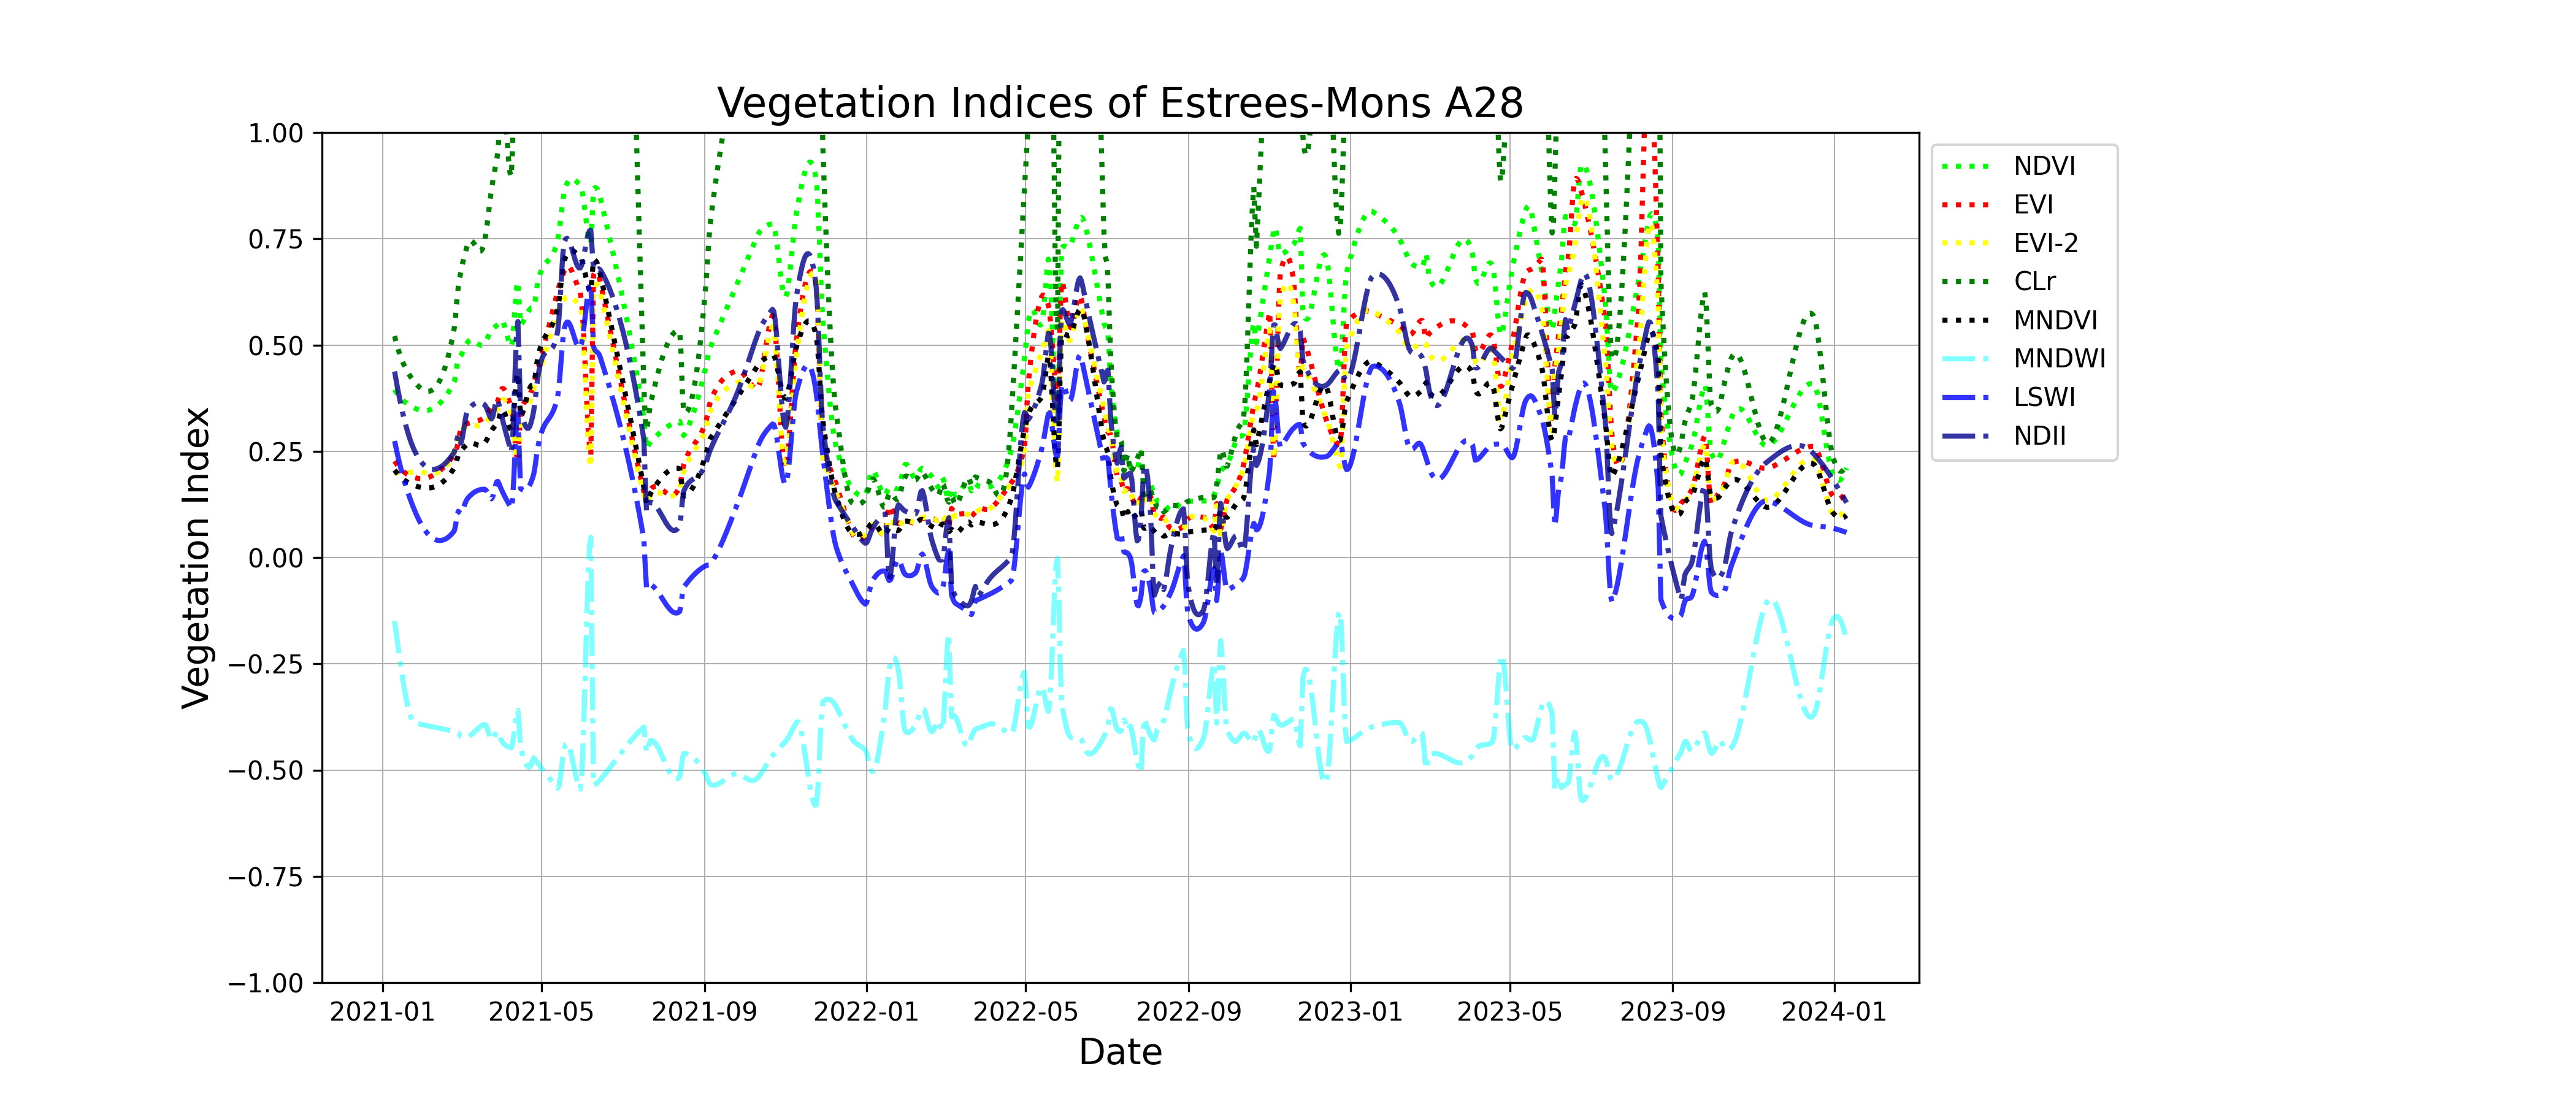 Vegetation Indices of Estrees-Mons A28
1.00
0.75
0.50
0.25
0.00
−0.25
−0.50
−0.75
−1.00
Vegetation Index
2021-01 2021-05 2021-09 2022-01 2022-05 2022-09 2023-01 2023-05 2023-09 2024-01
Date
NDVI
EVI
EVI-2
CLr
MNDVI
MNDWI
LSWI
NDII